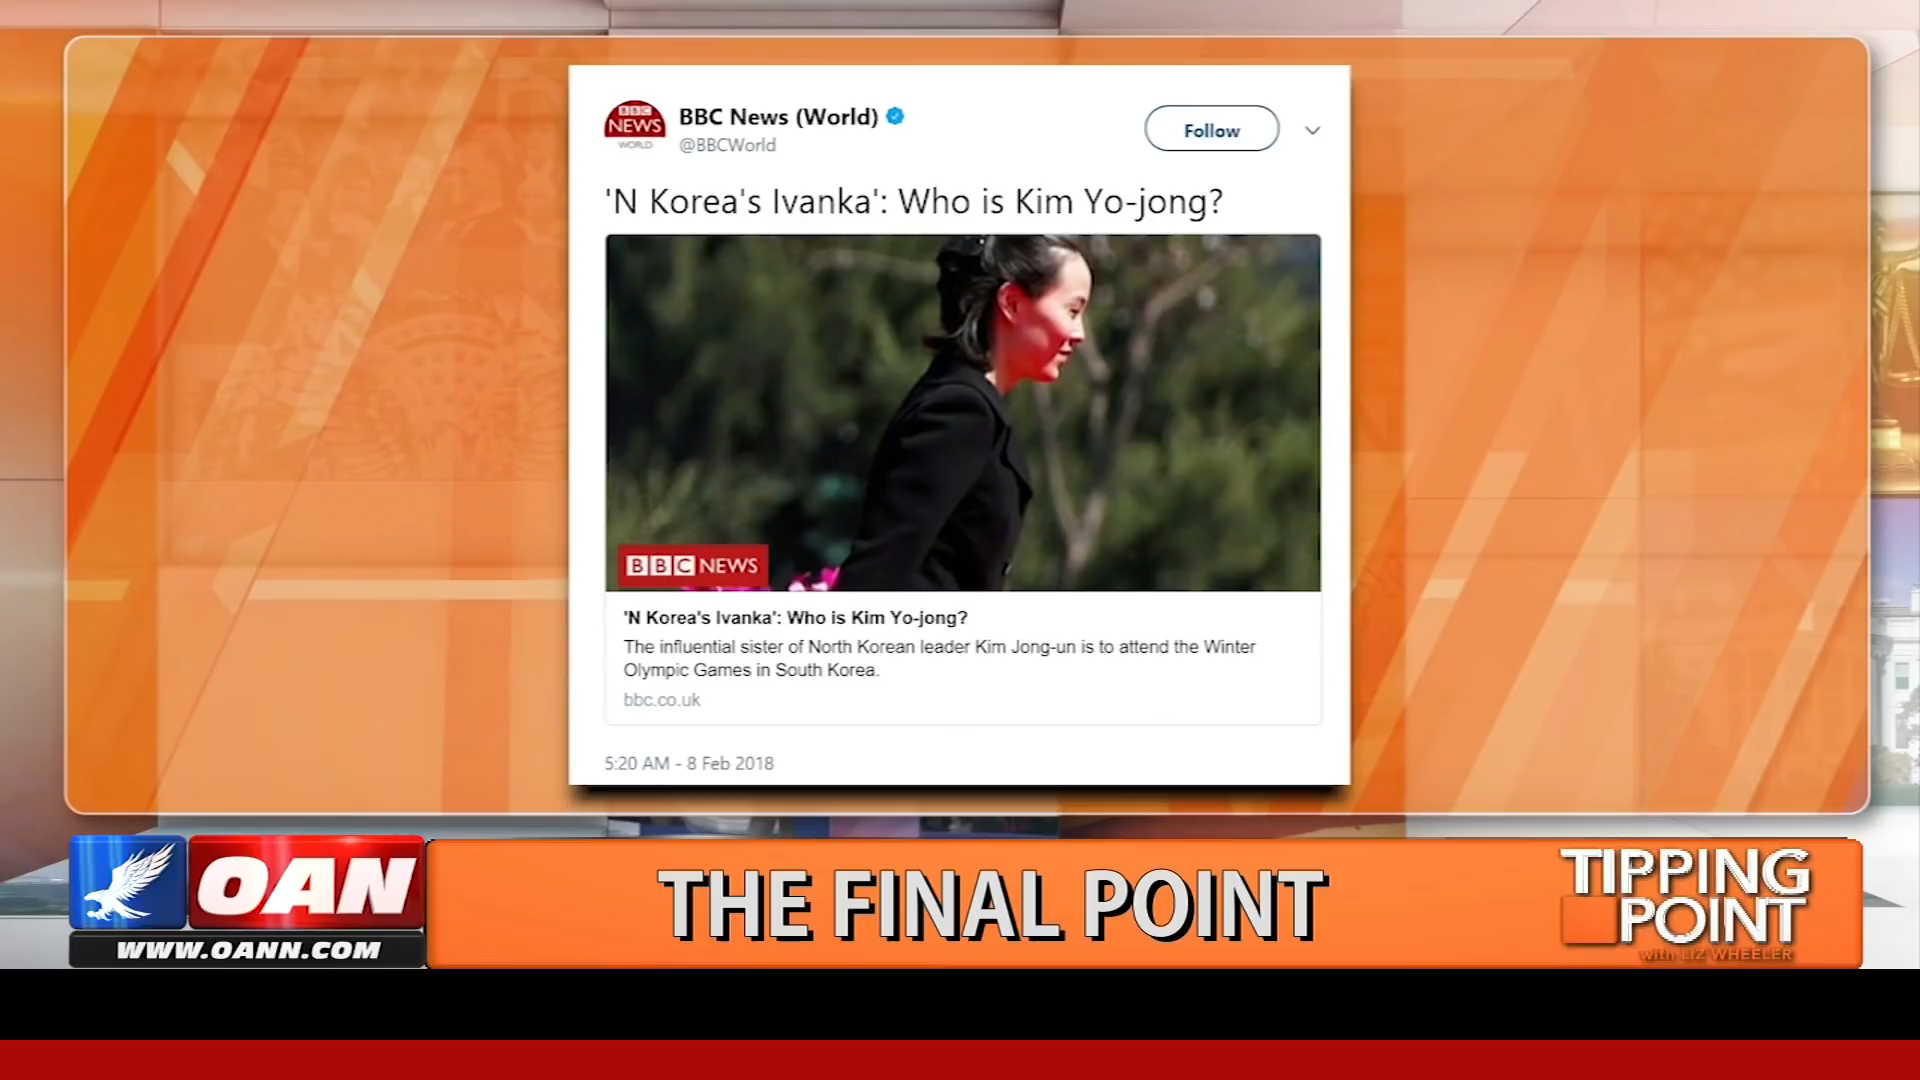 BBC
NEWS
WORLD
BBC News (World)
@BBCWorld
Follow
'N Korea's Ivanka': Who is Kim Yo-jong?
BBC NEWS
'N Korea's Ivanka': Who is Kim Yo-jong?
The influential sister of North Korean leader Kim Jong-un is to attend the Winter
Olympic Games in South Korea.
bbc.co.uk
5:20 AM - 8 Feb 2018
OAN
WWW.OANN.COM
THE FINAL POINT
TIPPING
POINT
with LIZ WHEELER